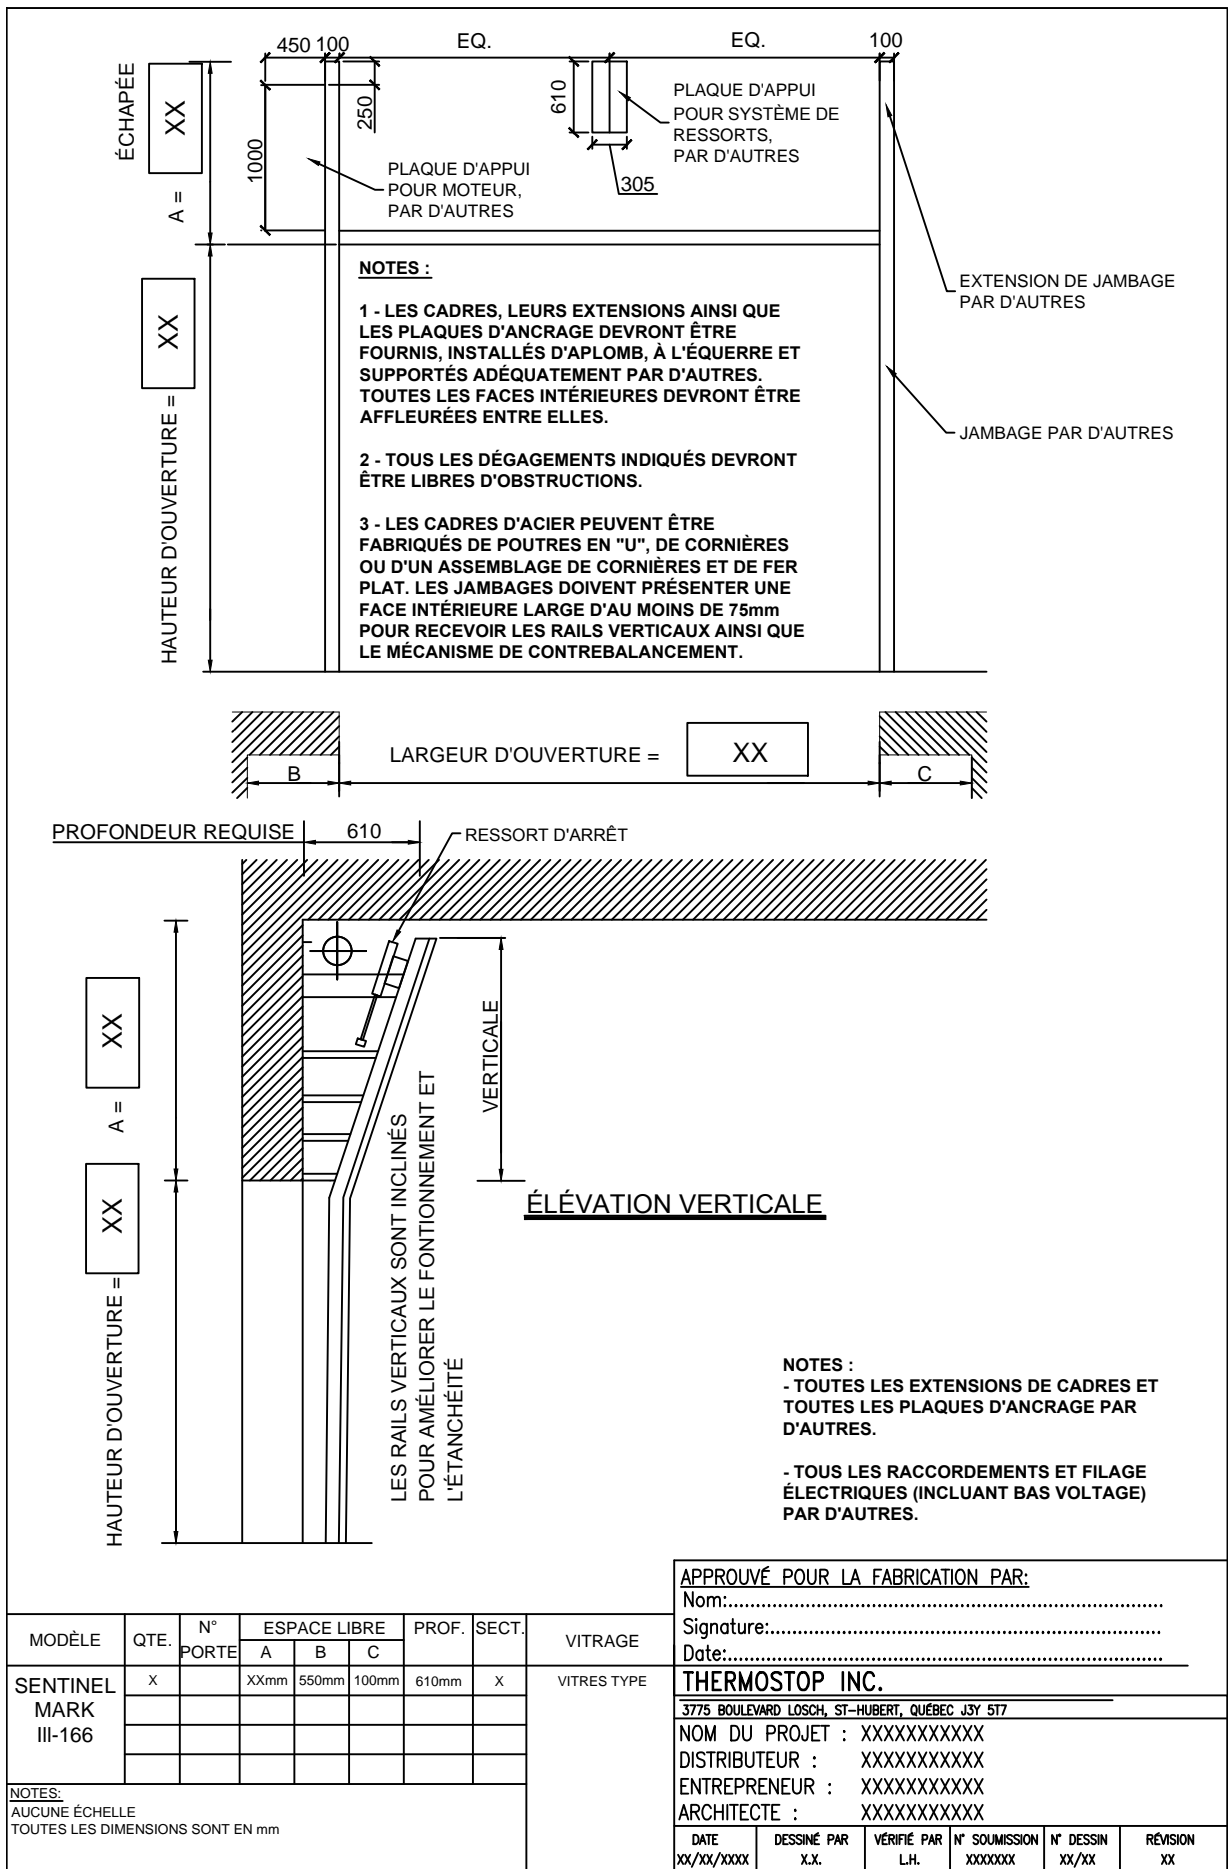 450 100 EQ. EQ. 100
ÉCHAPÉE
XX
A =
1000
250
610
305
PLAQUE D'APPUI
POUR SYSTÈME DE
RESSORTS,
PAR D'AUTRES
PLAQUE D'APPUI
POUR MOTEUR,
PAR D'AUTRES
EXTENSION DE JAMBAGE
PAR D'AUTRES
JAMBAGE PAR D'AUTRES
XX
HAUTEUR D'OUVERTURE =
NOTES :
1 - LES CADRES, LEURS EXTENSIONS AINSI QUE
LES PLAQUES D'ANCRAGE DEVRONT ÊTRE
FOURNIS, INSTALLÉS D'APLOMB, À L'ÉQUERRE ET
SUPPORTÉS ADÉQUATEMENT PAR D'AUTRES.
TOUTES LES FACES INTÉRIEURES DEVRONT ÊTRE
AFFLEURÉES ENTRE ELLES.
2 - TOUS LES DÉGAGEMENTS INDIQUÉS DEVRONT
ÊTRE LIBRES D'OBSTRUCTIONS.
3 - LES CADRES D'ACIER PEUVENT ÊTRE
FABRIQUÉS DE POUTRES EN "U", DE CORNIÈRES
OU D'UN ASSEMBLAGE DE CORNIÈRES ET DE FER
PLAT. LES JAMBAGES DOIVENT PRÉSENTER UNE
FACE INTÉRIEURE LARGE D'AU MOINS DE 75mm
POUR RECEVOIR LES RAILS VERTICAUX AINSI QUE
LE MÉCANISME DE CONTREBALANCEMENT.
B LARGEUR D'OUVERTURE = XX C
PROFONDEUR REQUISE 610 RESSORT D'ARRÊT
XX
A =
XX
HAUTEUR D'OUVERTURE =
VERTICALE
LES RAILS VERTICAUX SONT INCLINÉS
POUR AMÉLIORER LE FONTIONNEMENT ET
L'ÉTANCHÉITÉ
ÉLÉVATION VERTICALE
NOTES :
- TOUTES LES EXTENSIONS DE CADRES ET
TOUTES LES PLAQUES D'ANCRAGE PAR
D'AUTRES.
- TOUS LES RACCORDEMENTS ET FILAGE
ÉLECTRIQUES (INCLUANT BAS VOLTAGE)
PAR D'AUTRES.
MODÈLE QTE. N° PORTE ESPACE LIBRE PROF. SECT. VITRAGE
A B C
SENTINEL
MARK
III-166
X XXmm 550mm 100mm 610mm X VITRES TYPE
NOTES:
AUCUNE ÉCHELLE
TOUTES LES DIMENSIONS SONT EN mm
APPROUVÉ POUR LA FABRICATION PAR:
Nom:
Signature:
Date:
THERMOSTOP INC.
3775 BOULEVARD LOSCH, ST-HUBERT, QUÉBEC J3Y 5T7
NOM DU PROJET : XXXXXXXXXXX
DISTRIBUTEUR : XXXXXXXXXXX
ENTREPRENEUR : XXXXXXXXXXX
ARCHITECTE : XXXXXXXXXXX
DATE DESSINÉ PAR VÉRIFIÉ PAR N° SOUMISSION N° DESSIN RÉVISION
XX/XX/XXXX X.X. L.H. XXXXXXX XX/XX XX